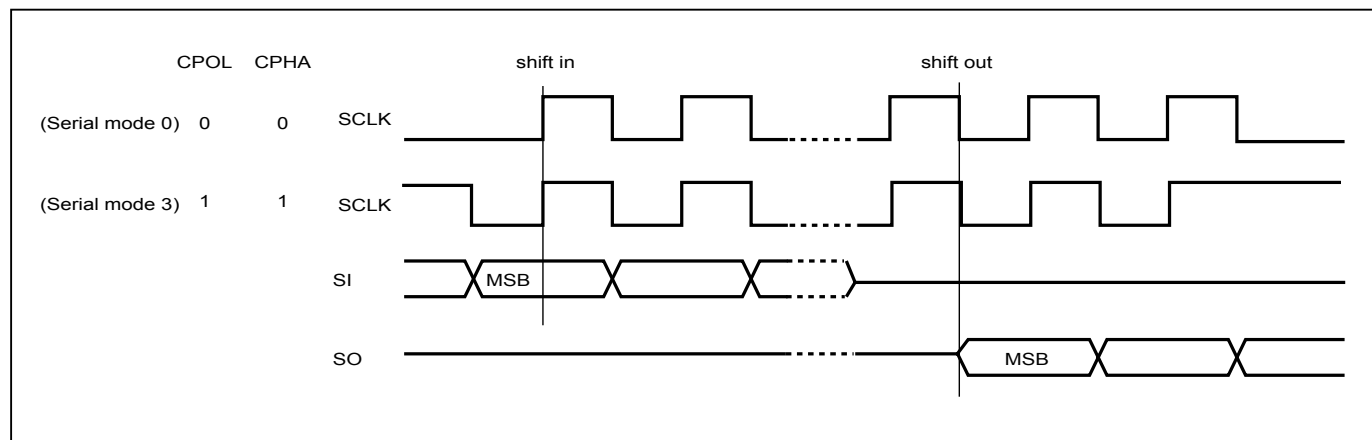 CPOL CPHA shift in shift out
(Serial mode 0) 0 0 SCLK
(Serial mode 3) 1 1 SCLK
SI MSB
SO MSB